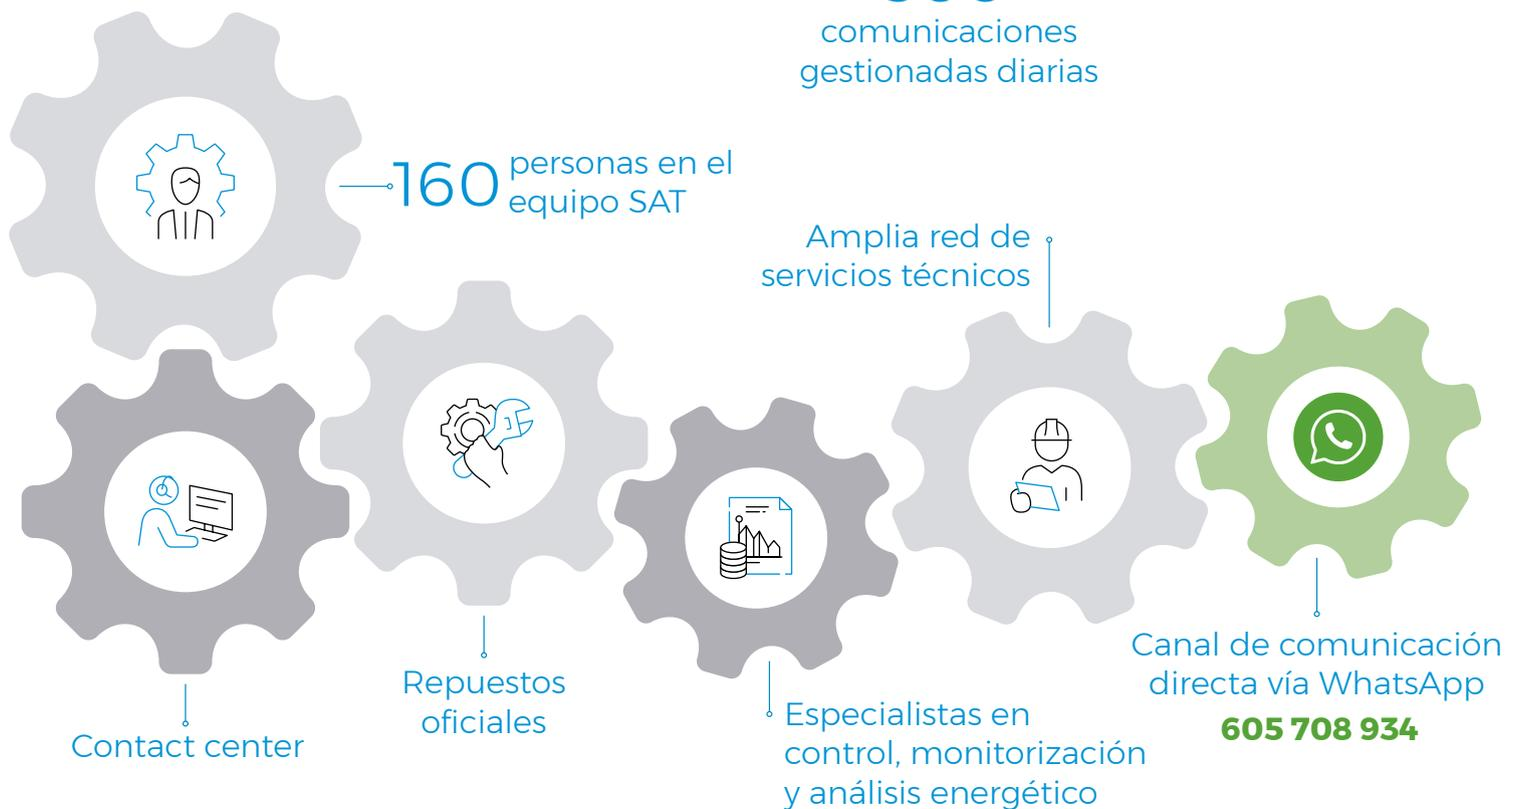 comunicaciones
gestionadas diarias
160 personas en el
equipo SAT
Amplia red de
servicios técnicos
Repuestos
oficiales
Contact center
Especialistas en
control, monitorización
y análisis energético
Canal de comunicación
directa vía WhatsApp
605 708 934